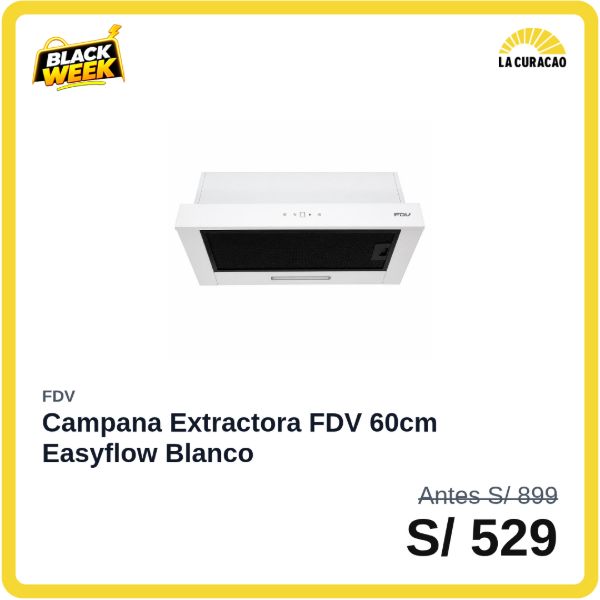 BLACK
WEEK
LA CURACAO
FDV
FDV
Campana Extractora FDV 60cm
Easyflow Blanco
Antes S/ 899
S/ 529